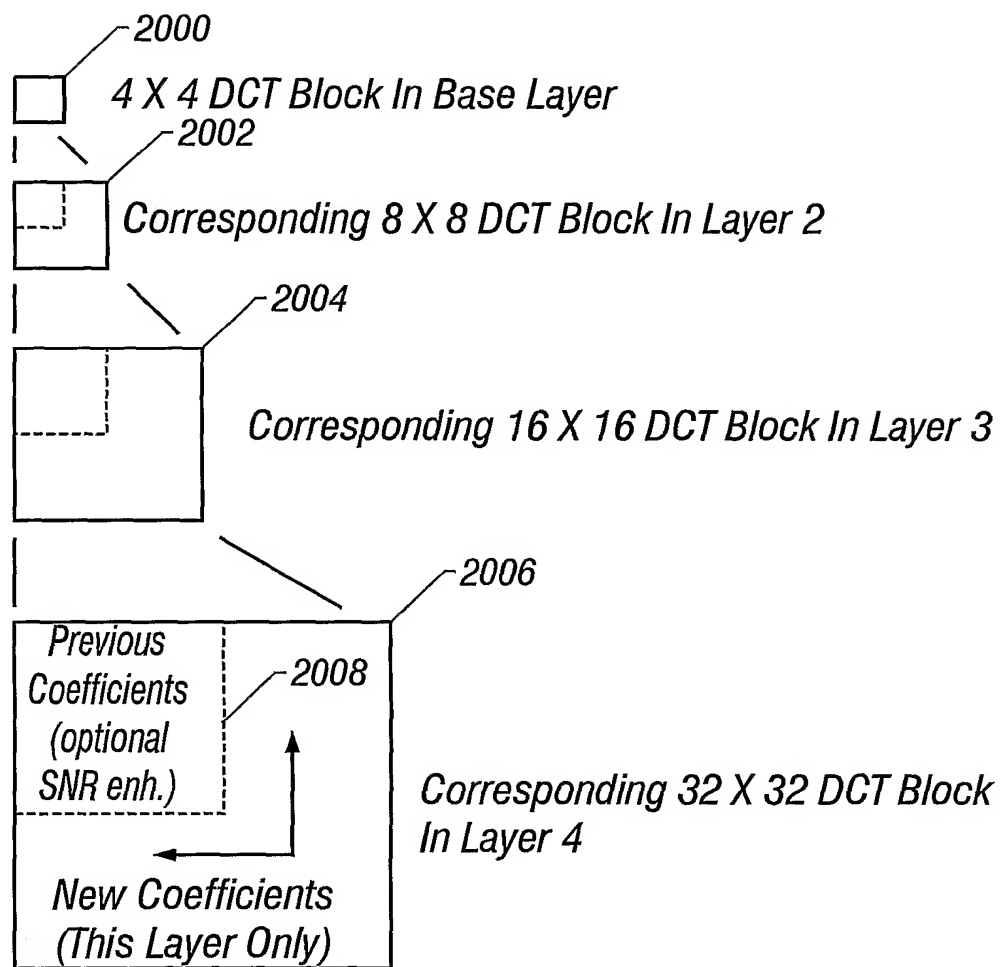 2000
4 X 4 DCT Block In Base Layer
2002
Corresponding 8 X 8 DCT Block In Layer 2
2004
Corresponding 16 X 16 DCT Block In Layer 3
2006
Previous
Coefficients
(optional
SNR enh.)
2008
Corresponding 32 X 32 DCT Block
In Layer 4
New Coefficients
(This Layer Only)